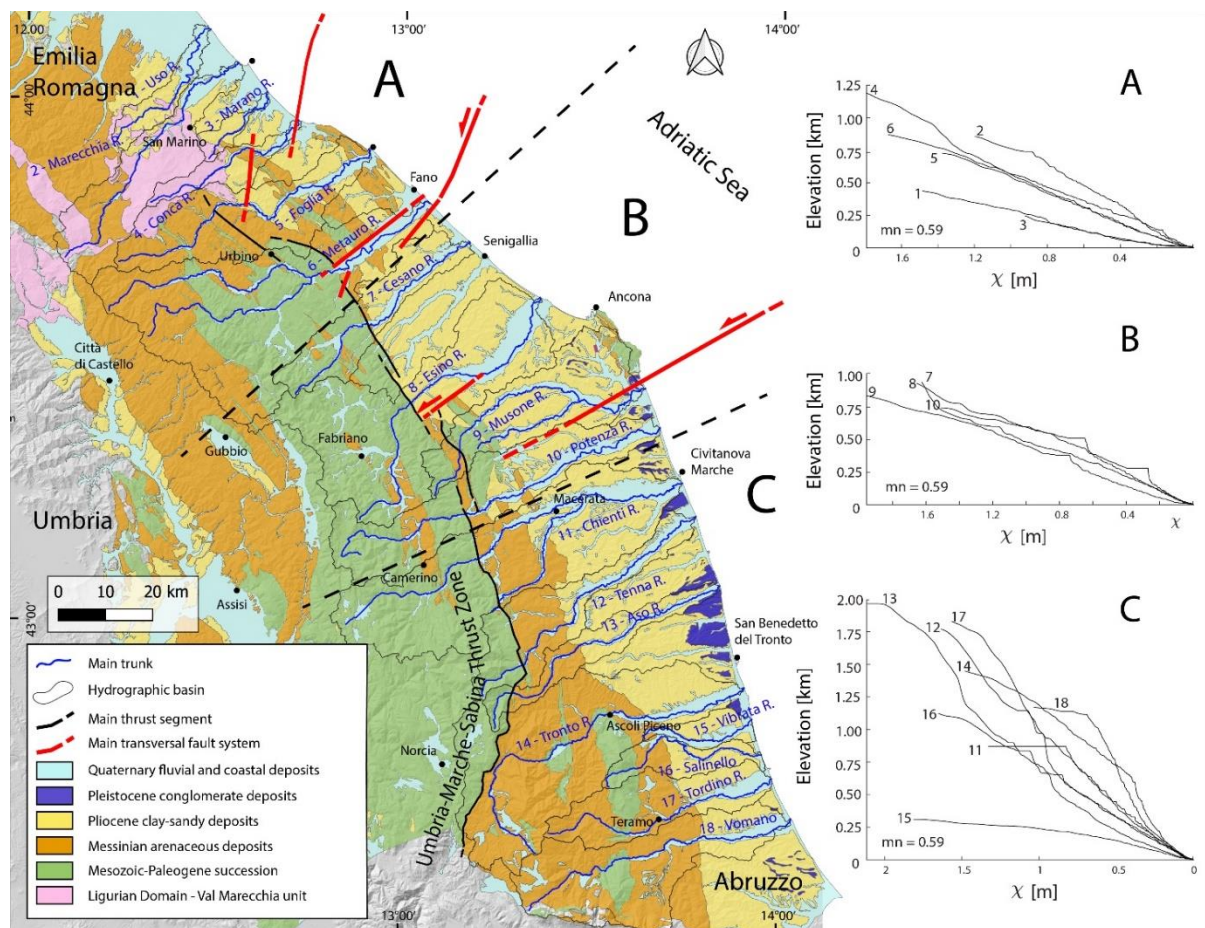 12°00'
13°00'
14°00'
44°00'
43°00'
13°00'
14°00'
Emilia
Romagna
A
B
C
Adriatic Sea
Umbria
Abruzzo
Umbria-Marche-Sabina Thrust Zone
Uso R.
2 - Marecchia R.
3 - Marano R.
4 - Conca R.
5 - Foglia R.
6 - Metauro R.
7 - Cesano R.
8 - Esino R.
9 - Musone R.
10 - Potenza R.
11 - Chienti R.
12 - Tenna R.
13 - Aso R.
14 - Tronto R.
15 - Vibrata R.
16 - Salinello
17 - Tordino R.
18 - Vomano
San Marino
Urbino
Fano
Senigallia
Ancona
Città
di Castello
Gubbio
Fabriano
Civitanova
Marche
Macerata
Camerino
Assisi
San Benedetto
del Tronto
Ascoli Piceno
Norcia
Teramo
0 10 20 km
Main trunk
Hydrographic basin
Main thrust segment
Main transversal fault system
Quaternary fluvial and coastal deposits
Pleistocene conglomerate deposits
Pliocene clay-sandy deposits
Messinian arenaceous deposits
Mesozoic-Paleogene succession
Ligurian Domain - Val Marecchia unit
A
Elevation [km]
1.25
1.00
0.75
0.50
0.25
0
4
6
2
5
1
3
mn = 0.59
1.6 1.2 0.8 0.4
χ [m]
B
Elevation [km]
1.00
0.75
0.50
0.25
0
9
8
7
10
mn = 0.59
1.6 1.2 0.8 0.4 χ
χ [m]
C
Elevation [km]
2.00
1.75
1.50
1.25
1.00
0.75
0.50
0.25
0
13
12
17
14
18
16
11
15
mn = 0.59
2 1.5 1 0.5 0
χ [m]